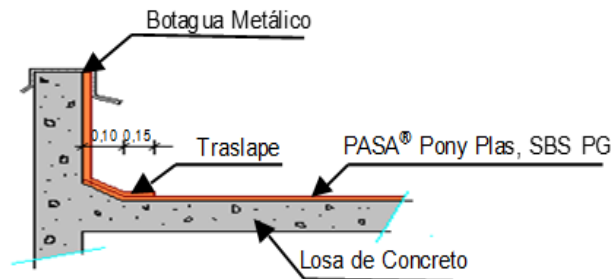 Botagua Metálico
0,10 0,15
Traslape
PASA® Pony Plas, SBS PG
Losa de Concreto